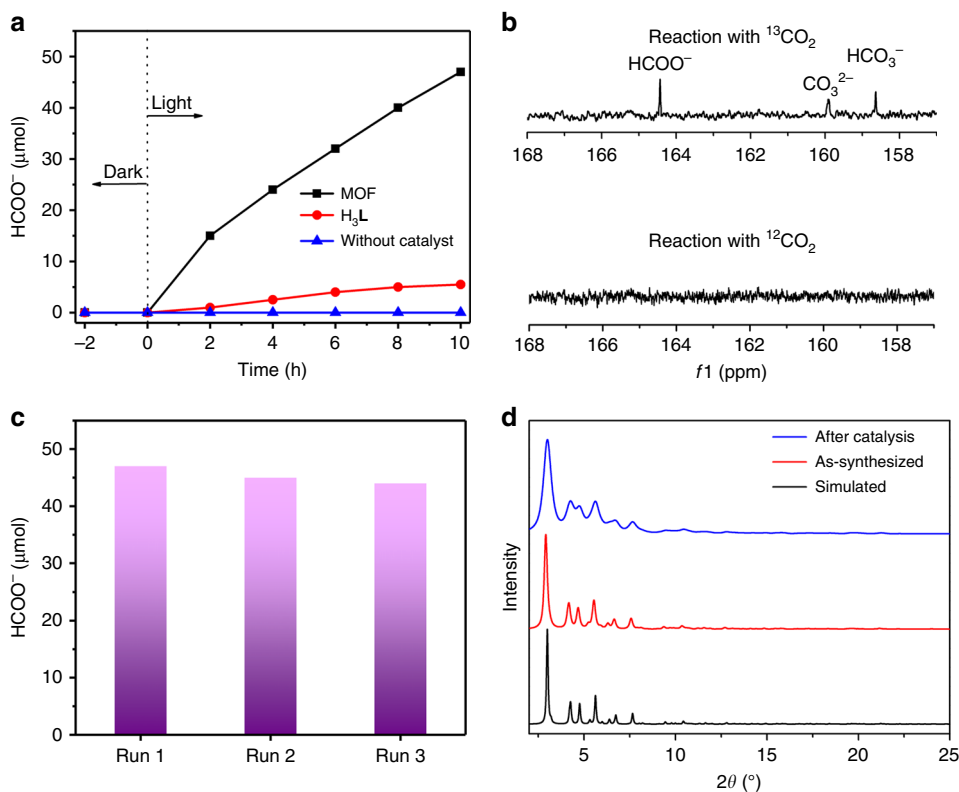 a
HCOO⁻ (μmol)
50
40
30
20
10
0
Dark
Light
MOF
H₃L
Without catalyst
−2 0 2 4 6 8 10
Time (h)
b
Reaction with ¹³CO₂
HCOO⁻
CO₃²⁻
HCO₃⁻
168 166 164 162 160 158
Reaction with ¹²CO₂
168 166 164 162 160 158
f1 (ppm)
c
HCOO⁻ (μmol)
50
40
30
20
40
10
0
Run 1 Run 2 Run 3
d
Intensity
After catalysis
As-synthesized
Simulated
5 10 15 20 25
2θ (°)